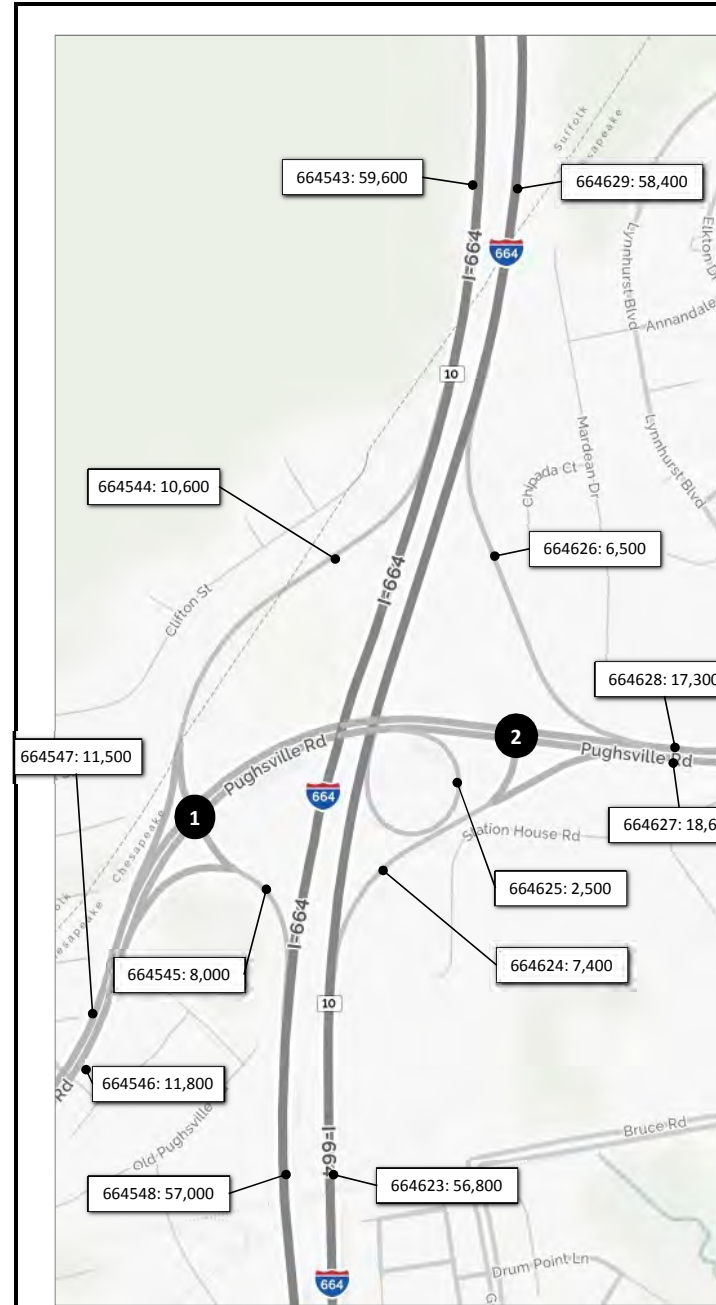 Suffolk
Chesapeake
664543: 59,600
664629: 58,400
I-664
664
Lynnhurst Blvd
Elkton Dr
Annandale
10
Mardean Dr
Lynnhurst Blvd
Chipada Ct
664544: 10,600
664626: 6,500
I-664
Clifton St
664628: 17,300
2
Pughsville Rd
664547: 11,500
Pughsville Rd
664
1
664627: 18,6
Station House Rd
Chesapeake
664625: 2,500
Chesapeake
I-664
664545: 8,000
664624: 7,400
10
664546: 11,800
Rd
Old Pughsville
Bruce Rd
I-664
664548: 57,000
664623: 56,800
Drum Point Ln
664
G